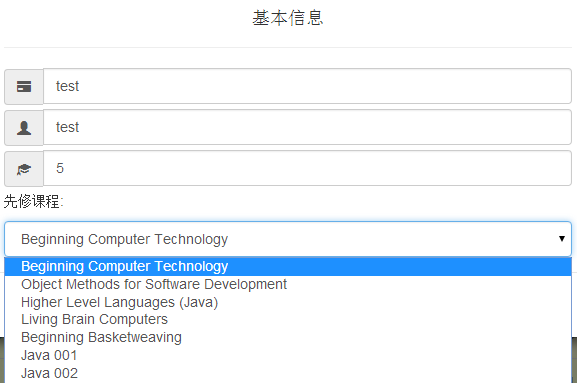 基本信息
test
test
5
先修课程:
Beginning Computer Technology
Beginning Computer Technology
Object Methods for Software Development
Higher Level Languages (Java)
Living Brain Computers
Beginning Basketweaving
Java 001
Java 002